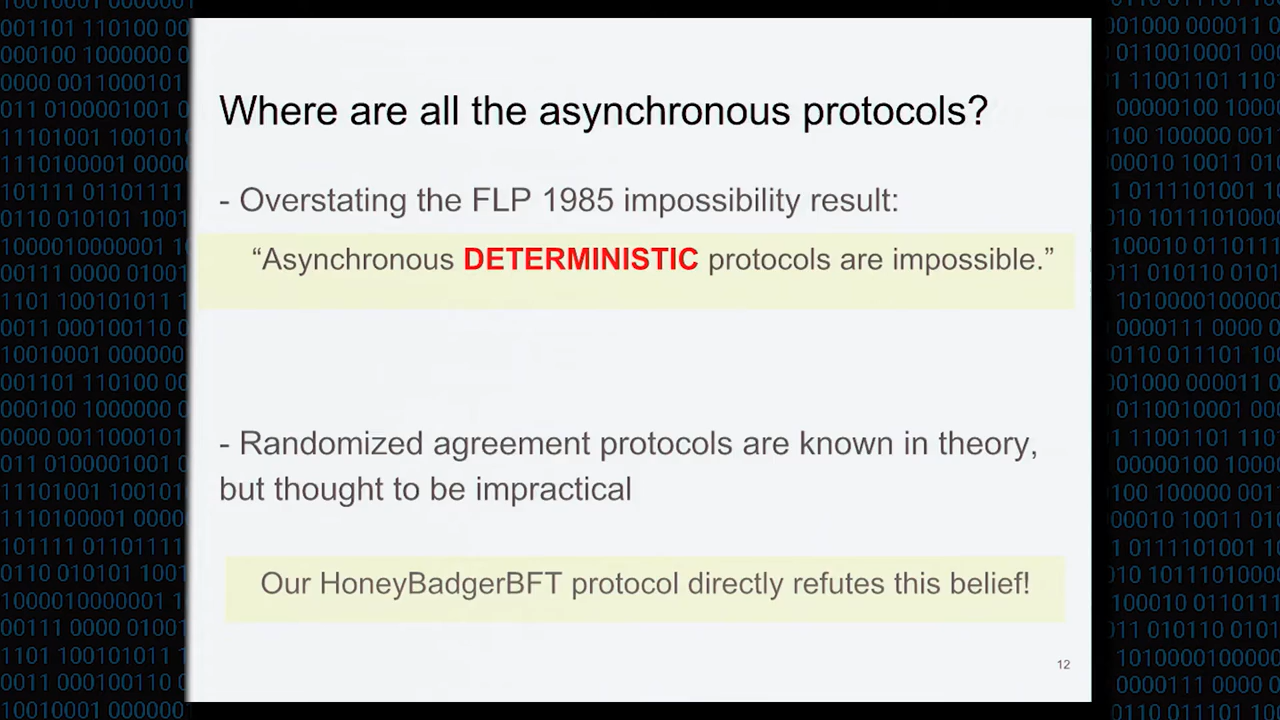 Where are all the asynchronous protocols?
- Overstating the FLP 1985 impossibility result:
“Asynchronous DETERMINISTIC protocols are impossible.”
- Randomized agreement protocols are known in theory,
but thought to be impractical
Our HoneyBadgerBFT protocol directly refutes this belief!
12